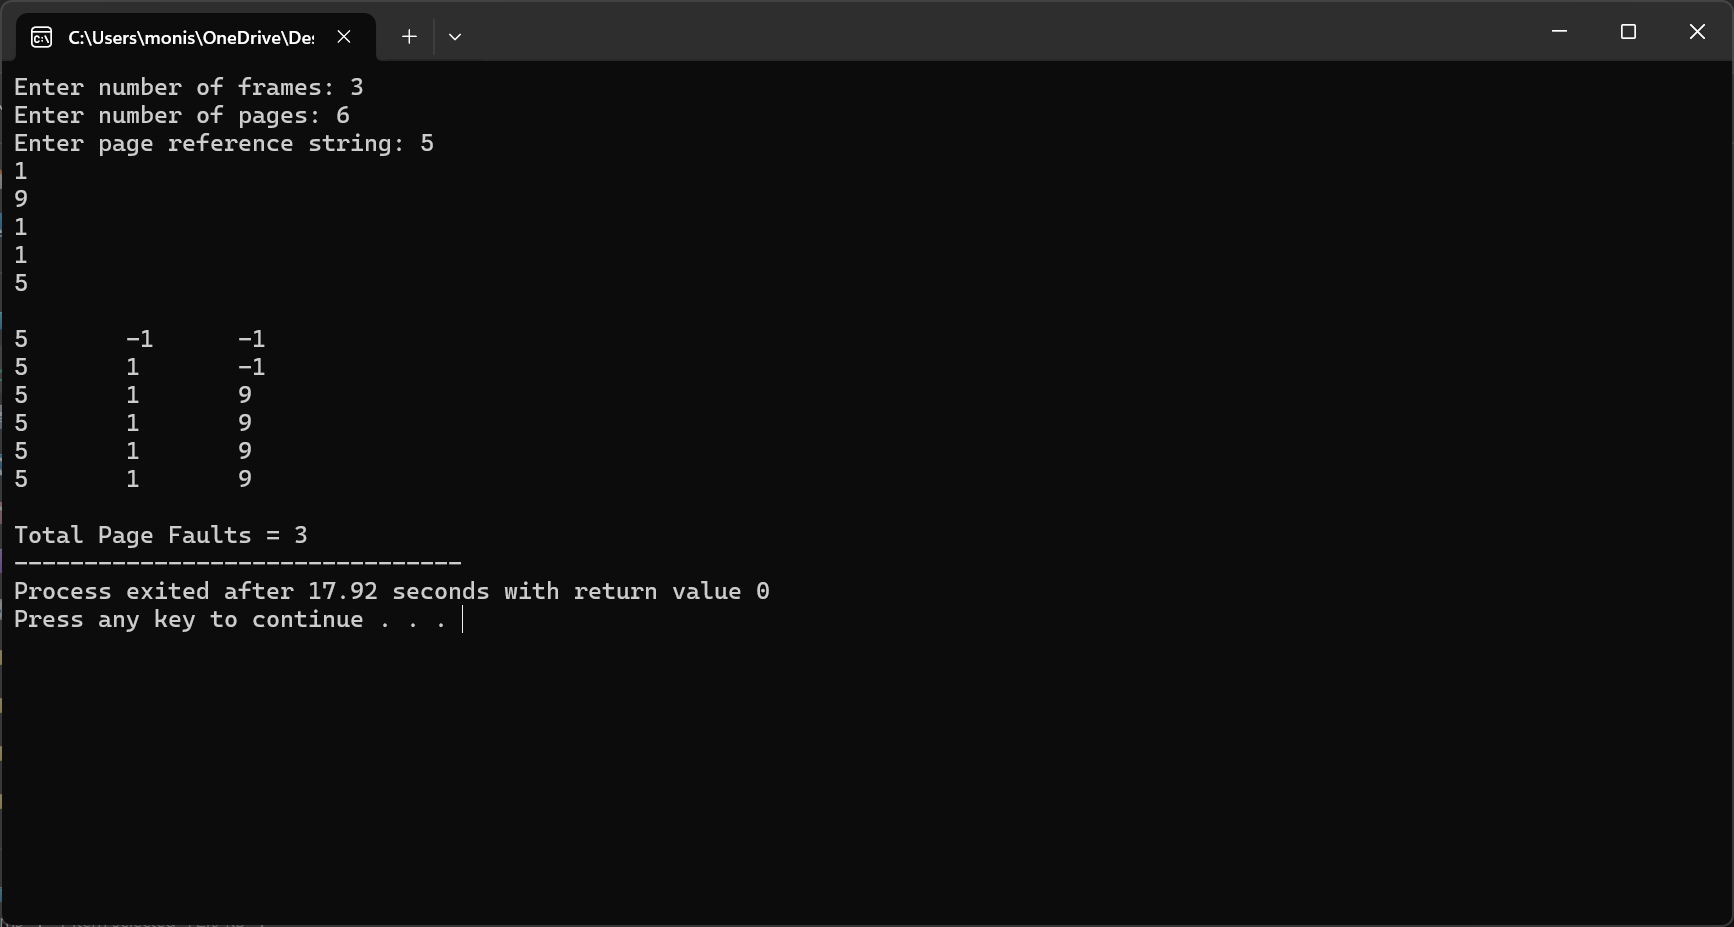 C:\Users\monis\OneDrive\Des
Enter number of frames: 3
Enter number of pages: 6
Enter page reference string: 5
1
9
1
1
5
5 -1 -1
5 1 -1
5 1 9
5 1 9
5 1 9
5 1 9
Total Page Faults = 3
--------------------------------
Process exited after 17.92 seconds with return value 0
Press any key to continue . . .